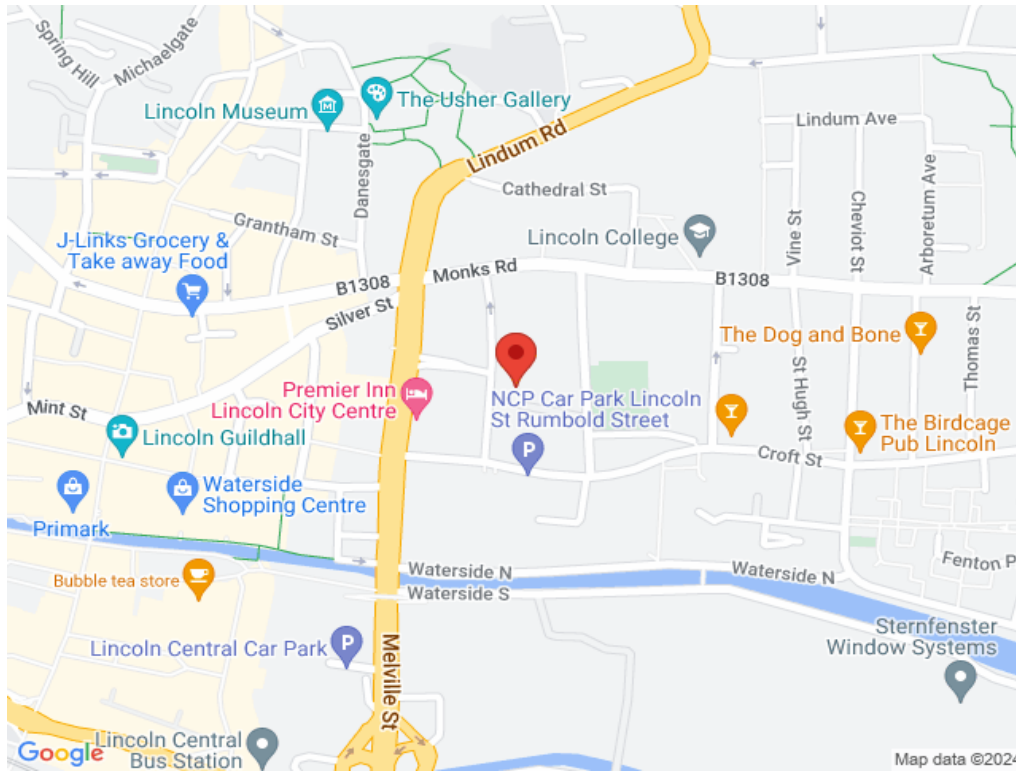 Spring Hill
Michaelgate
Lincoln Museum
The Usher Gallery
Danesgate
Lindum Rd
Lindum Ave
Cathedral St
Grantham St
Lincoln College
Vine St
Cheviot St
Arboretum Ave
J-Links Grocery &
Take away Food
B1308
Monks Rd
B1308
Silver St
The Dog and Bone
Thomas St
Premier Inn
Lincoln City Centre
NCP Car Park Lincoln
St Rumbold Street
St Hugh St
Mint St
Lincoln Guildhall
The Birdcage
Pub Lincoln
Croft St
Primark
Waterside
Shopping Centre
Bubble tea store
Waterside N
Waterside S
Waterside N
Fenton P
Lincoln Central Car Park
Melville St
Sternfenster
Window Systems
Lincoln Central
Bus Station
Google
Map data ©2024